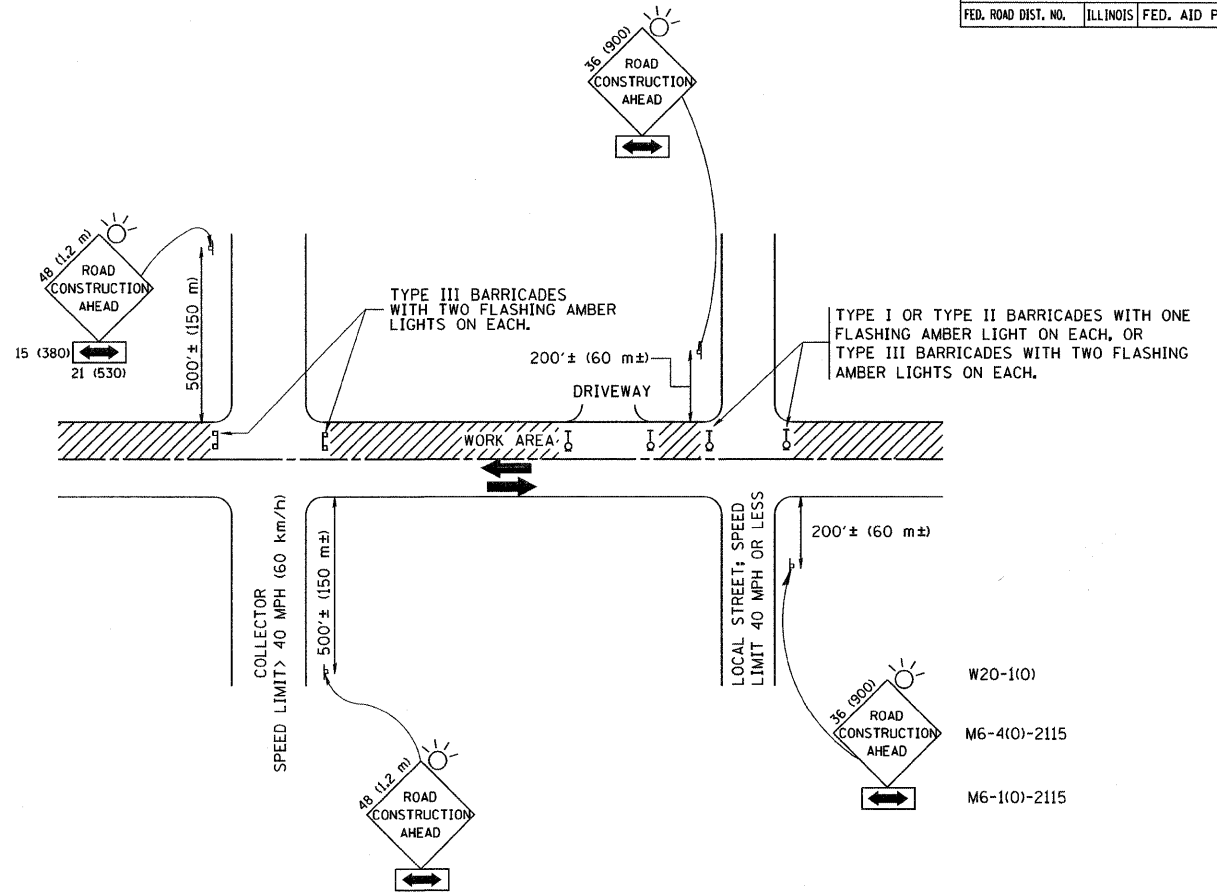 FED. ROAD DIST. NO. ILLINOIS FED. AID P
36 (900)
ROAD
CONSTRUCTION
AHEAD
48 (1.2 m)
ROAD
CONSTRUCTION
AHEAD
15 (380)
21 (530)
500'± (150 m)
TYPE III BARRICADES
WITH TWO FLASHING AMBER
LIGHTS ON EACH.
200'± (60 m±)
DRIVEWAY
TYPE I OR TYPE II BARRICADES WITH ONE
FLASHING AMBER LIGHT ON EACH, OR
TYPE III BARRICADES WITH TWO FLASHING
AMBER LIGHTS ON EACH.
WORK AREA
COLLECTOR
SPEED LIMIT> 40 MPH (60 km/h)
500'± (150 m±)
LOCAL STREET; SPEED
LIMIT 40 MPH OR LESS
200'± (60 m±)
48 (1.2 m)
ROAD
CONSTRUCTION
AHEAD
36 (900)
ROAD
CONSTRUCTION
AHEAD
W20-1(O)
M6-4(O)-2115
M6-1(O)-2115